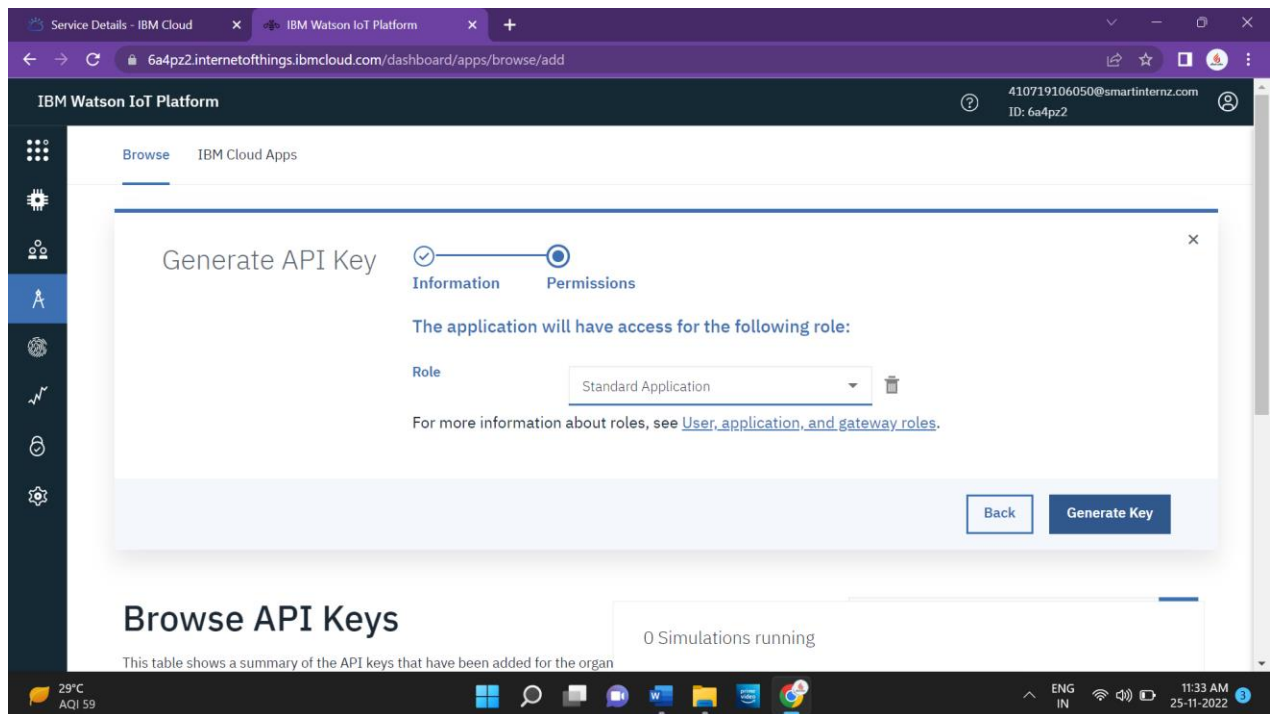 Service Details - IBM Cloud
IBM Watson IoT Platform
6a4pz2.internetofthings.ibmcloud.com/dashboard/apps/browse/add
IBM Watson IoT Platform
410719106050@smartinternz.com
ID: 6a4pz2
Browse
IBM Cloud Apps
Generate API Key
Information
Permissions
The application will have access for the following role:
Role
Standard Application
For more information about roles, see User, application, and gateway roles.
Back
Generate Key
Browse API Keys
0 Simulations running
This table shows a summary of the API keys that have been added for the organ
29°C
AQI 59
ENG
IN
11:33 AM
25-11-2022
3